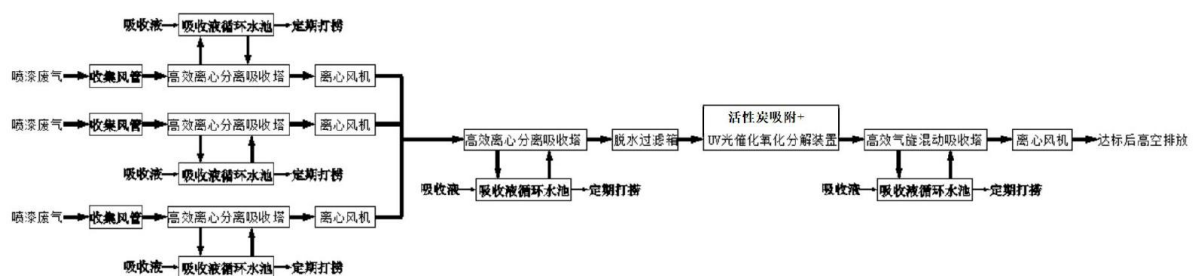 吸收液 吸收液循环水池 定期打捞
喷漆废气 收集风管 高效离心分离吸收塔 离心风机
喷漆废气 收集风管 高效离心分离吸收塔 离心风机
吸收液 吸收液循环水池 定期打捞
喷漆废气 收集风管 高效离心分离吸收塔 离心风机
吸收液 吸收液循环水池 定期打捞
高效离心分离吸收塔 脱水过滤箱
活性炭吸附+
UV光催化氧化分解装置
高效气旋混动吸收塔 离心风机 达标后高空排放
吸收液 吸收液循环水池 定期打捞
吸收液 吸收液循环水池 定期打捞